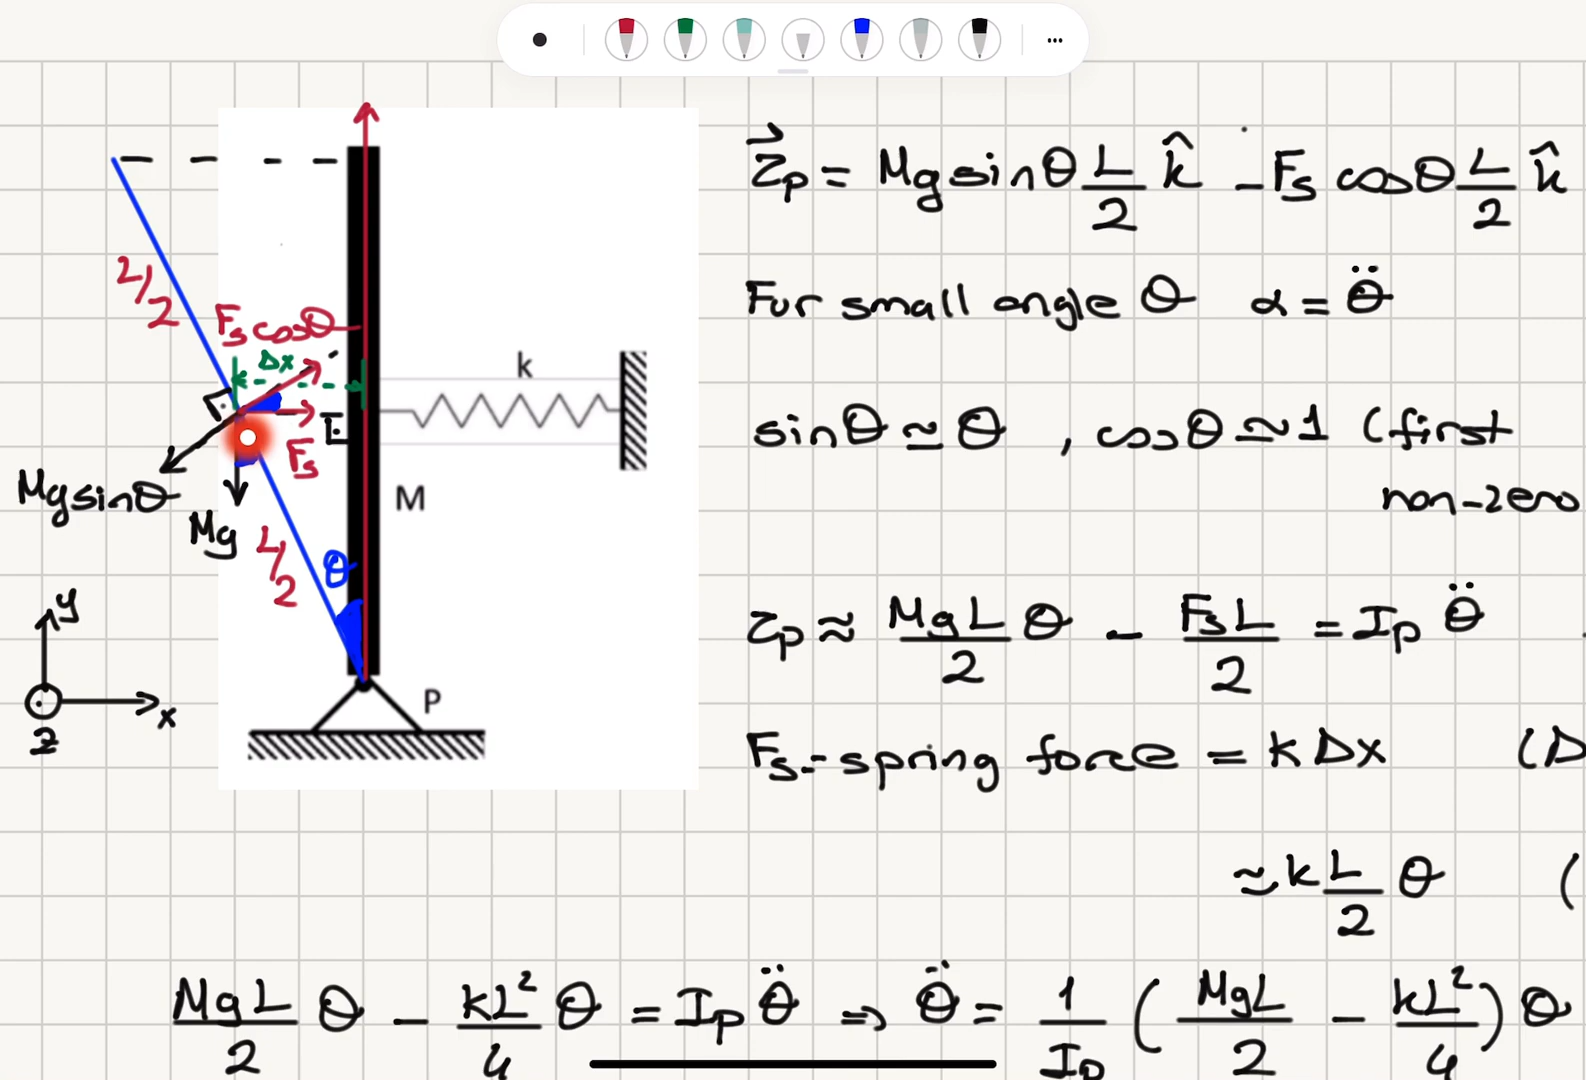 τ⃗p = Mg sinθ L/2 k̂ - Fs cosθ L/2 k̂
For small angle θ α = θ̈
sinθ ≃ θ , cosθ ≃ 1 (first
non-zero
τp ≈ MgL/2 θ - FsL/2 = Ip θ̈
Fs:-spring force = kΔx (Δ
≈ k L/2 θ (
MgL/2 θ - kL²/4 θ = Ip θ̈ ⇒ θ̈ = 1/Ip (MgL/2 - kL²/4) θ
L/2
Fs cosθ
Δx
k
Fs
Mg sinθ
M
Mg
L/2
θ
y
P
x
z